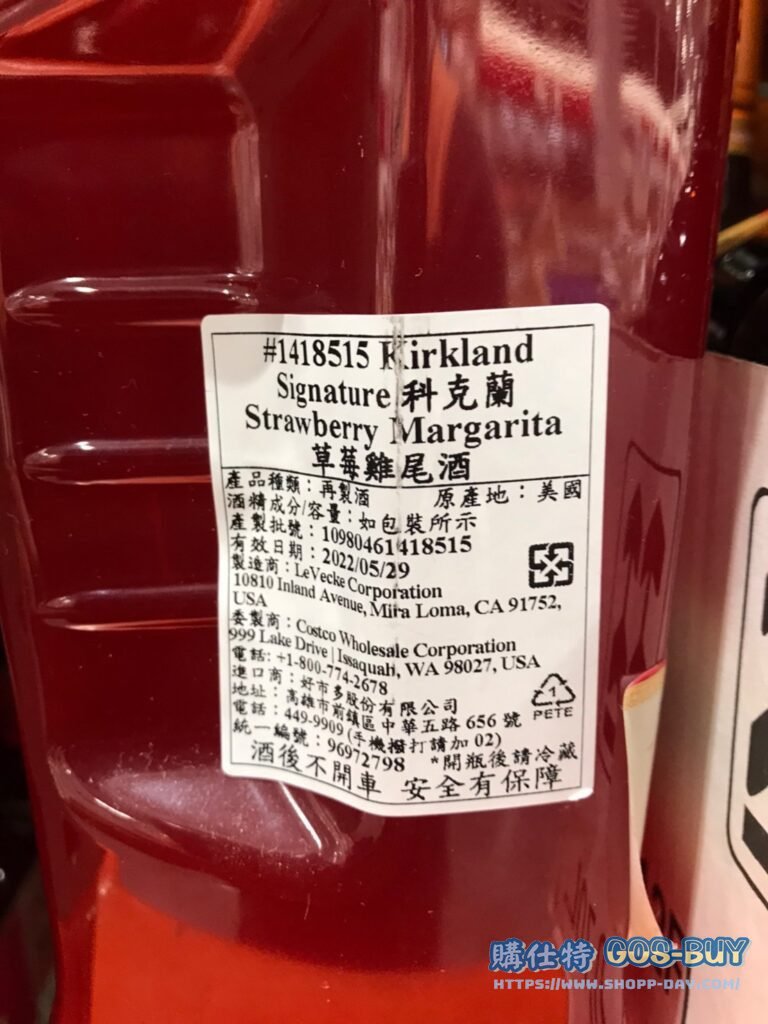 #1418515 Kirkland
Signature 科克蘭
Strawberry Margarita
草莓雞尾酒
產品種類：再製酒 原產地：美國
酒精成分/容量：如包裝所示
產製批號：10980461418515
有效日期：2022/05/29
製造商：LeVecke Corporation
10810 Inland Avenue, Mira Loma, CA 91752,
USA
委製商：Costco Wholesale Corporation
999 Lake Drive | Issaquah, WA 98027, USA
電話：+1-800-774-2678
進口商：好市多股份有限公司
地址：高雄市前鎮區中華五路 656 號
電話：449-9909 (手機撥打請加 02)
統一編號：96972798 *開瓶後請冷藏
酒後不開車 安全有保障
1
PETE
購仕特 GOS-BUY
HTTPS://WWW.SHOPP-DAY.COM/